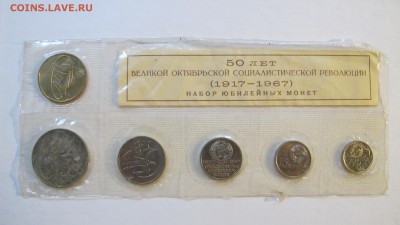 COINS.LAVE.RU
50 ЛЕТ
ВЕЛИКОЙ ОКТЯБРЬСКОЙ СОЦИАЛИСТИЧЕСКОЙ РЕВОЛЮЦИИ
(1917-1967)
НАБОР ЮБИЛЕЙНЫХ МОНЕТ